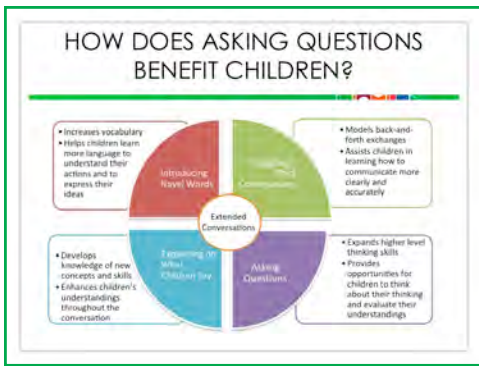 HOW DOES ASKING QUESTIONS
BENEFIT CHILDREN?
• Increases vocabulary
• Helps children learn
more language to
understand their
actions and to
express their
ideas
Introducing
Novel Words
• Models back-and-
forth exchanges
• Assists children in
learning how to
communicate more
clearly and
accurately
Conversations
Extended
Conversations
• Develops
knowledge of new
concepts and skills
• Enhances children's
understandings
throughout the
conversation
Expanding on
What
Children Say
Asking
Questions
• Expands higher level
thinking skills
• Provides
opportunities for
children to think
about their thinking
and evaluate their
understandings